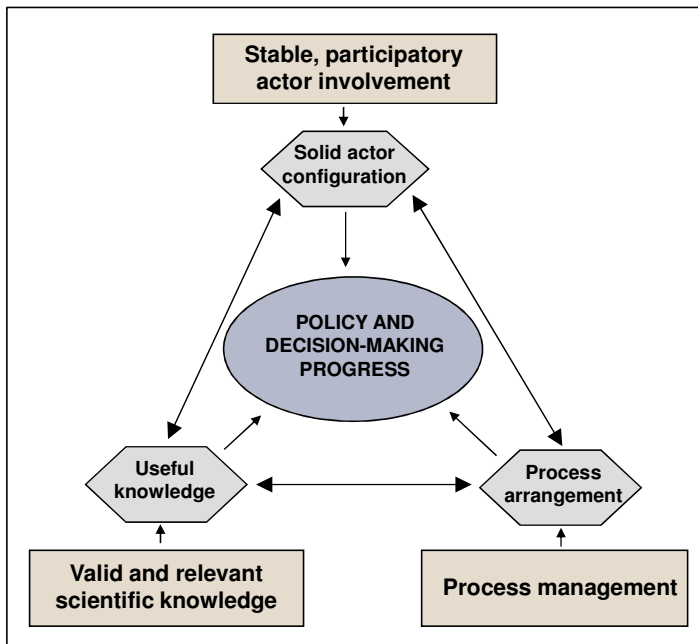 Stable, participatory
actor involvement
Solid actor
configuration
POLICY AND
DECISION-MAKING
PROGRESS
Useful
knowledge
Process
arrangement
Valid and relevant
scientific knowledge
Process management